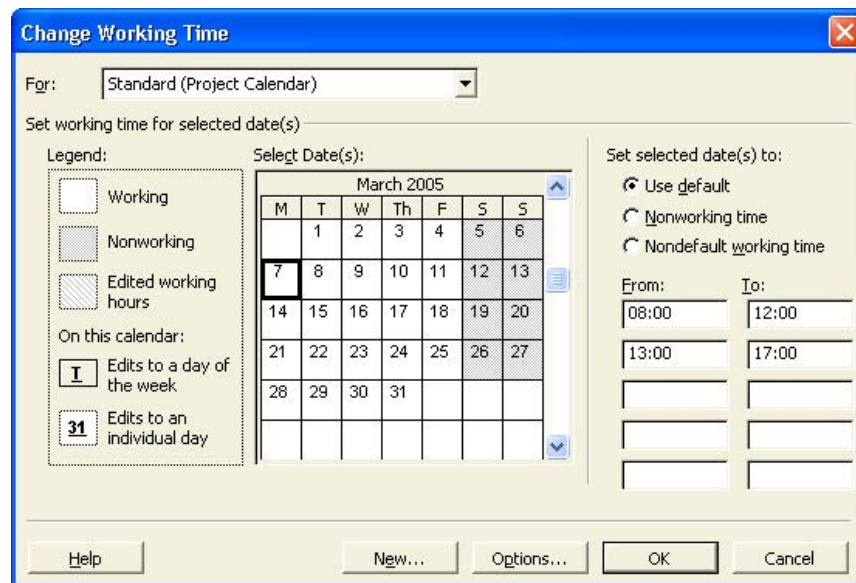 Change Working Time
For: Standard (Project Calendar)
Set working time for selected date(s)
Legend:
Working
Nonworking
Edited working
hours
On this calendar:
T Edits to a day of
the week
31 Edits to an
individual day
Select Date(s):
March 2005
M T W Th F S S
1 2 3 4 5 6
7 8 9 10 11 12 13
14 15 16 17 18 19 20
21 22 23 24 25 26 27
28 29 30 31
Set selected date(s) to:
Use default
Nonworking time
Nondefault working time
From: To:
08:00 12:00
13:00 17:00
Help New... Options... OK Cancel